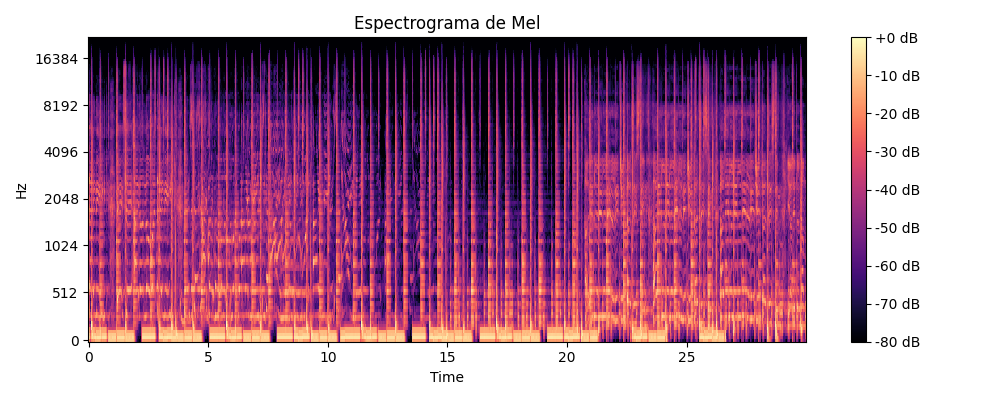 Espectrograma de Mel
Hz
16384
8192
4096
2048
1024
512
0
0 5 10 15 20 25
Time
+0 dB
-10 dB
-20 dB
-30 dB
-40 dB
-50 dB
-60 dB
-70 dB
-80 dB